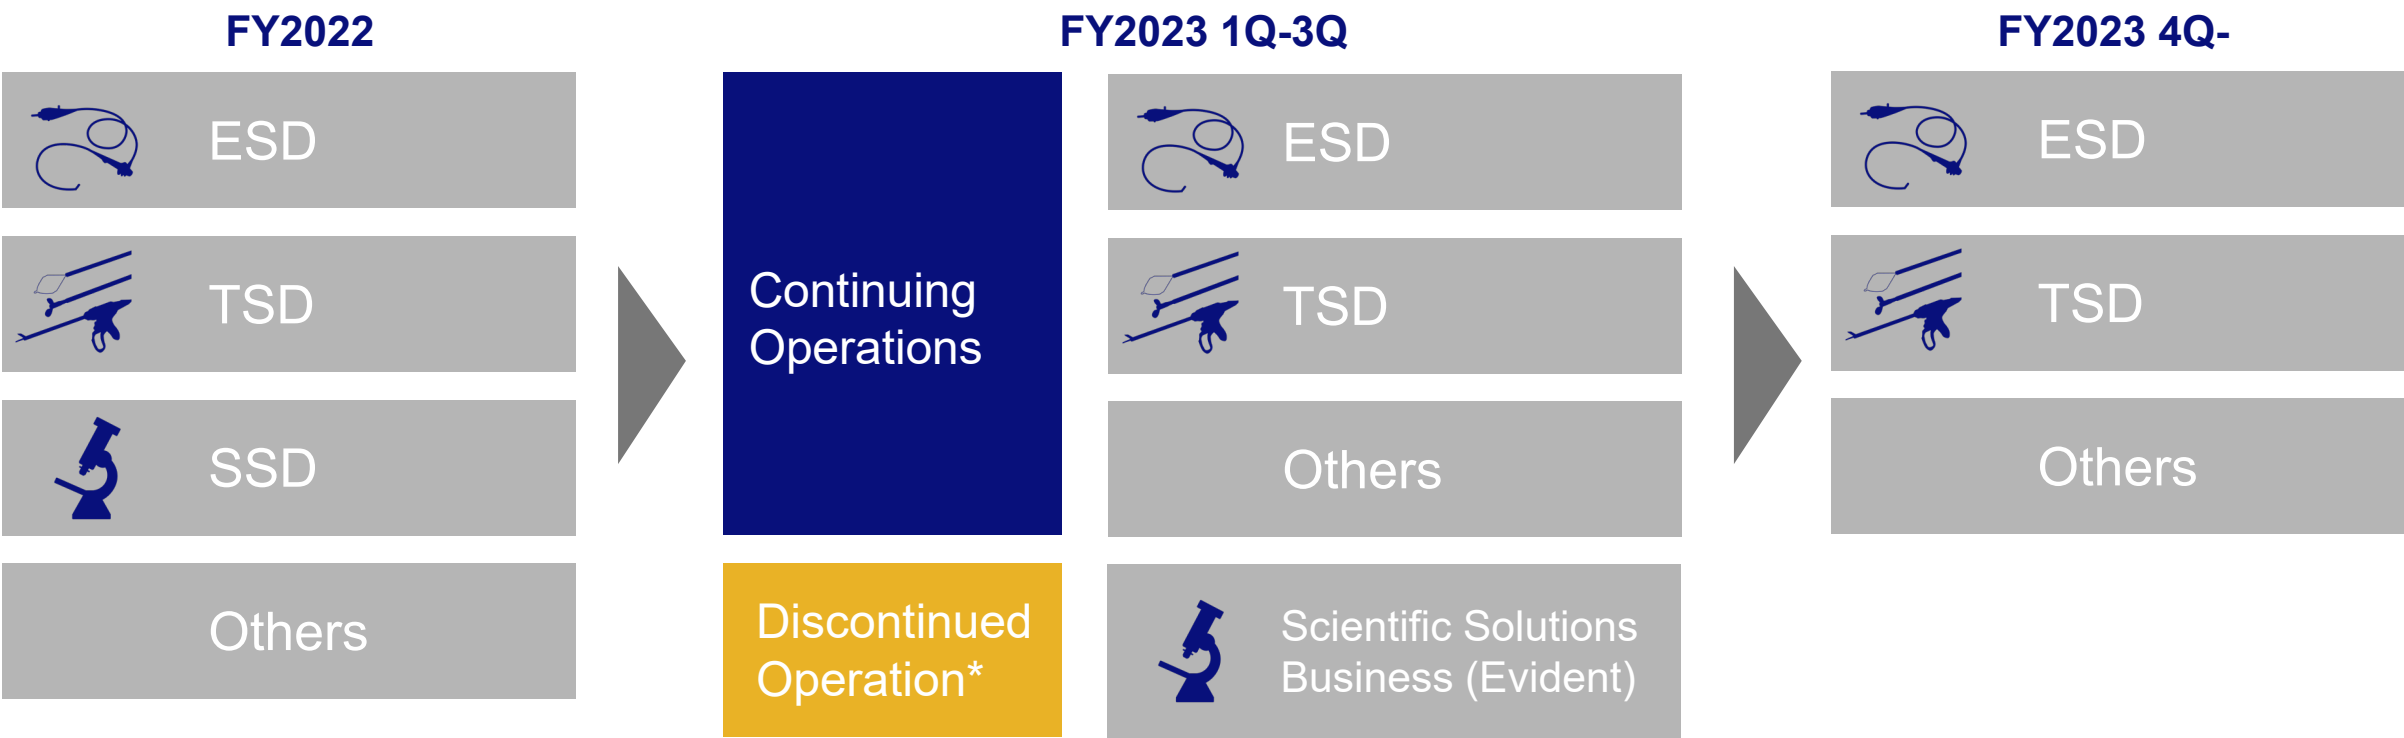 FY2022
ESD
TSD
SSD
Others
FY2023 1Q-3Q
Continuing
Operations
ESD
TSD
Others
Discontinued
Operation*
Scientific Solutions
Business (Evident)
FY2023 4Q-
ESD
TSD
Others